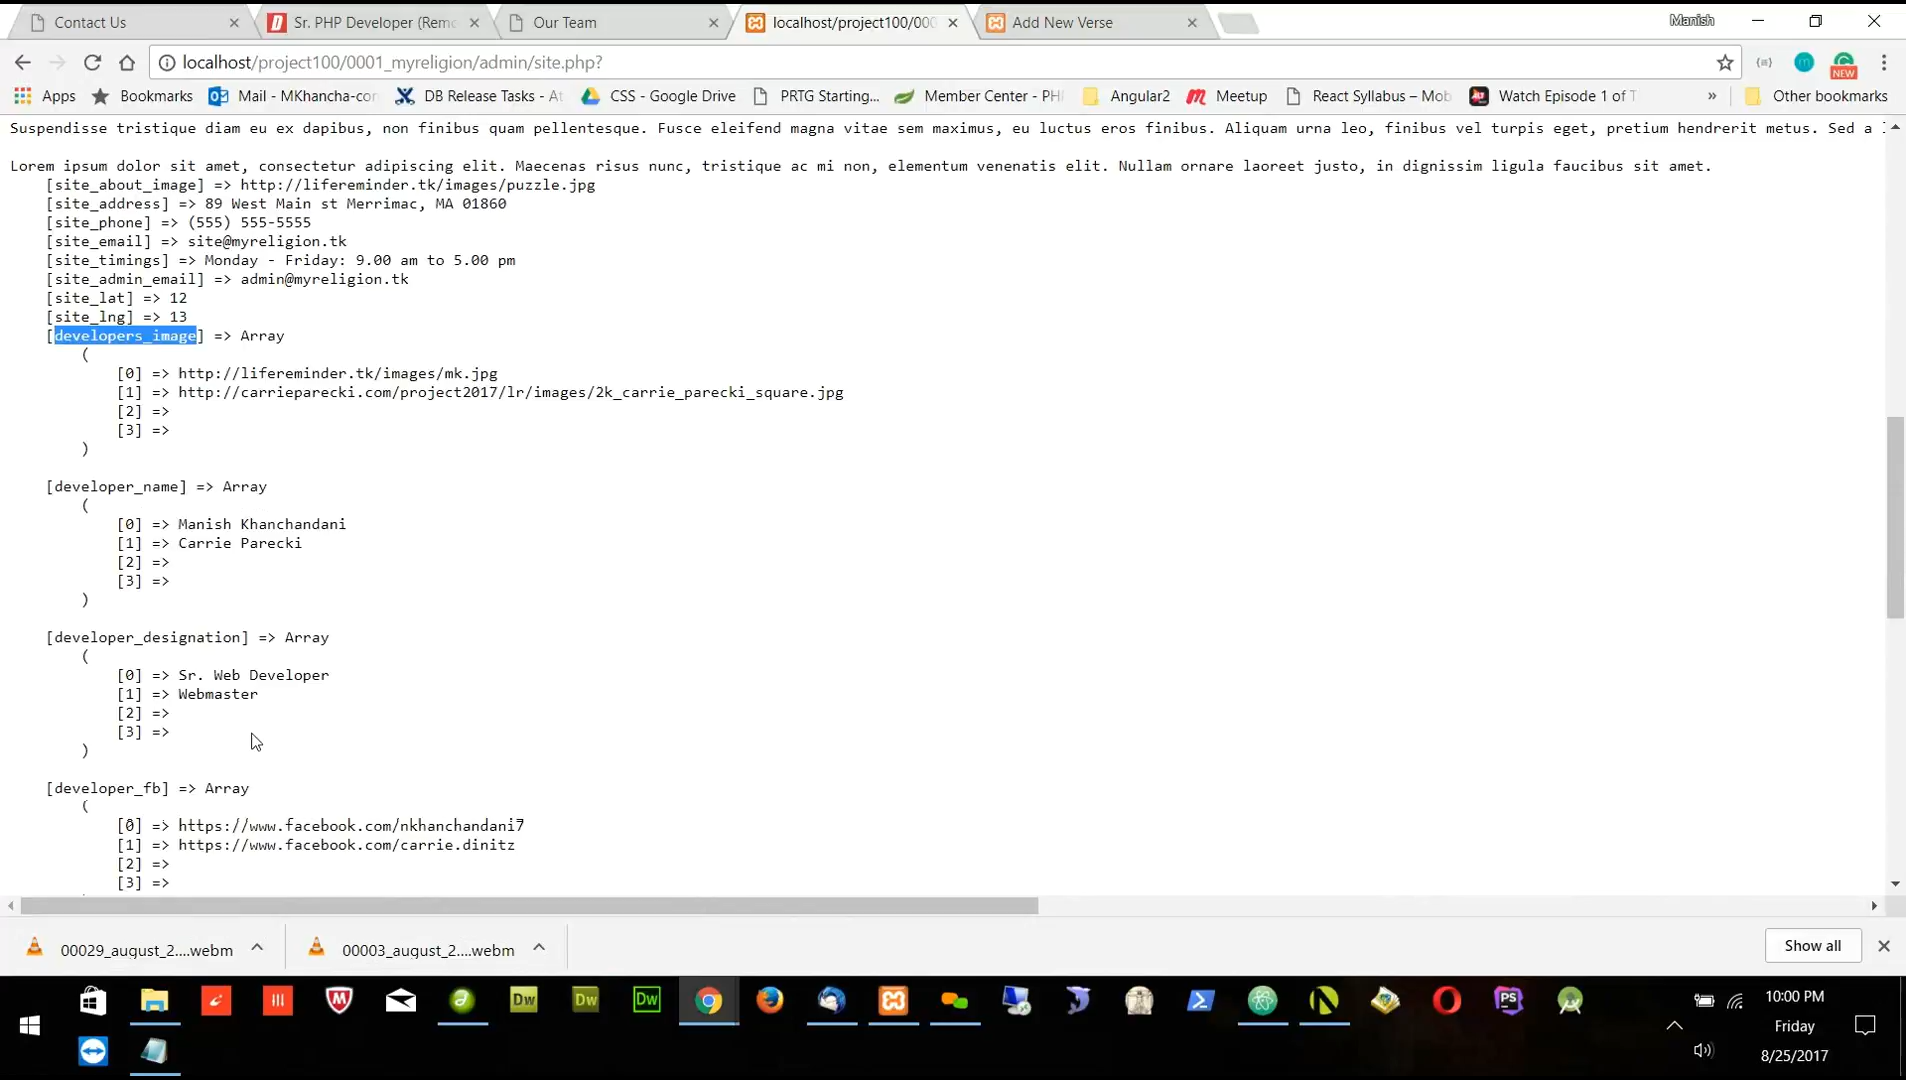 Contact Us
Sr. PHP Developer (Remo
Our Team
localhost/project100/000
Add New Verse
Manish
localhost/project100/0001_myreligion/admin/site.php?
Apps
Bookmarks
Mail - MKhancha-con
DB Release Tasks - At
CSS - Google Drive
PRTG Starting...
Member Center - PHI
Angular2
Meetup
React Syllabus – Mob
Watch Episode 1 of T
»
Other bookmarks
NEW
Suspendisse tristique diam eu ex dapibus, non finibus quam pellentesque. Fusce eleifend magna vitae sem maximus, eu luctus eros finibus. Aliquam urna leo, finibus vel turpis eget, pretium hendrerit metus. Sed a l
Lorem ipsum dolor sit amet, consectetur adipiscing elit. Maecenas risus nunc, tristique ac mi non, elementum venenatis elit. Nullam ornare laoreet justo, in dignissim ligula faucibus sit amet.
[site_about_image] => http://lifereminder.tk/images/puzzle.jpg
[site_address] => 89 West Main st Merrimac, MA 01860
[site_phone] => (555) 555-5555
[site_email] => site@myreligion.tk
[site_timings] => Monday - Friday: 9.00 am to 5.00 pm
[site_admin_email] => admin@myreligion.tk
[site_lat] => 12
[site_lng] => 13
[developers_image] => Array
(
[0] => http://lifereminder.tk/images/mk.jpg
[1] => http://carrieparecki.com/project2017/lr/images/2k_carrie_parecki_square.jpg
[2] =>
[3] =>
)
[developer_name] => Array
(
[0] => Manish Khanchandani
[1] => Carrie Parecki
[2] =>
[3] =>
)
[developer_designation] => Array
(
[0] => Sr. Web Developer
[1] => Webmaster
[2] =>
[3] =>
)
[developer_fb] => Array
(
[0] => https://www.facebook.com/nkhanchandani7
[1] => https://www.facebook.com/carrie.dinitz
[2] =>
[3] =>
00029_august_2....webm
00003_august_2....webm
Show all
Dw
Dw
Dw
PS
10:00 PM
Friday
8/25/2017